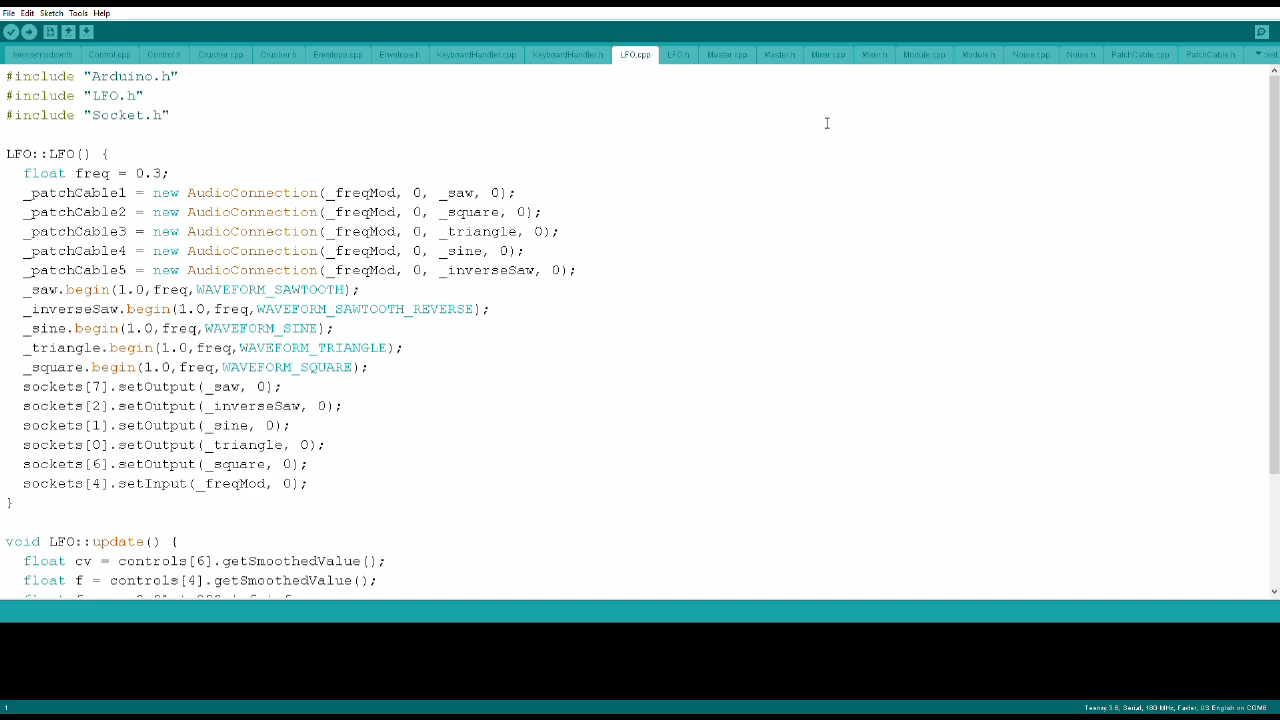 File Edit Sketch Tools Help
teensymodsynth Control.cpp Control.h Crusher.cpp Crusher.h Envelope.cpp Envelope.h KeyboardHandler.cpp KeyboardHandler.h LFO.cpp LFO.h Master.cpp Master.h Mixer.cpp Mixer.h Module.cpp Module.h Noise.cpp Noise.h PatchCable.cpp PatchCable.h
#include "Arduino.h"
#include "LFO.h"
#include "Socket.h"
LFO::LFO() {
float freq = 0.3;
_patchCable1 = new AudioConnection(_freqMod, 0, _saw, 0);
_patchCable2 = new AudioConnection(_freqMod, 0, _square, 0);
_patchCable3 = new AudioConnection(_freqMod, 0, _triangle, 0);
_patchCable4 = new AudioConnection(_freqMod, 0, _sine, 0);
_patchCable5 = new AudioConnection(_freqMod, 0, _inverseSaw, 0);
_saw.begin(1.0,freq,WAVEFORM_SAWTOOTH);
_inverseSaw.begin(1.0,freq,WAVEFORM_SAWTOOTH_REVERSE);
_sine.begin(1.0,freq,WAVEFORM_SINE);
_triangle.begin(1.0,freq,WAVEFORM_TRIANGLE);
_square.begin(1.0,freq,WAVEFORM_SQUARE);
sockets[7].setOutput(_saw, 0);
sockets[2].setOutput(_inverseSaw, 0);
sockets[1].setOutput(_sine, 0);
sockets[0].setOutput(_triangle, 0);
sockets[6].setOutput(_square, 0);
sockets[4].setInput(_freqMod, 0);
}
void LFO::update() {
float cv = controls[6].getSmoothedValue();
float f = controls[4].getSmoothedValue();
1
Teensy 3.6, Serial, 180 MHz, Faster, US English on COM6